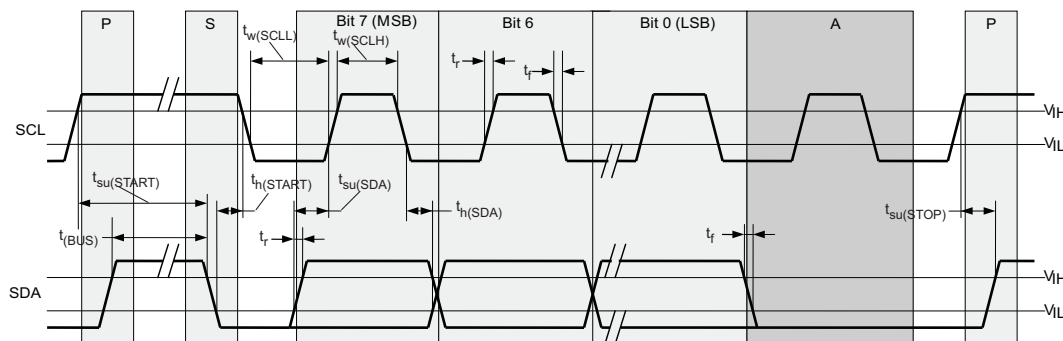 P S Bit 7 (MSB) Bit 6 Bit 0 (LSB) A P
tw(SCLL) tw(SCLH) tr tf
SCL VIH
VIL
tsu(START) th(START) tsu(SDA) th(SDA) tsu(STOP)
t(BUS) tr tf
SDA VIH
VIL